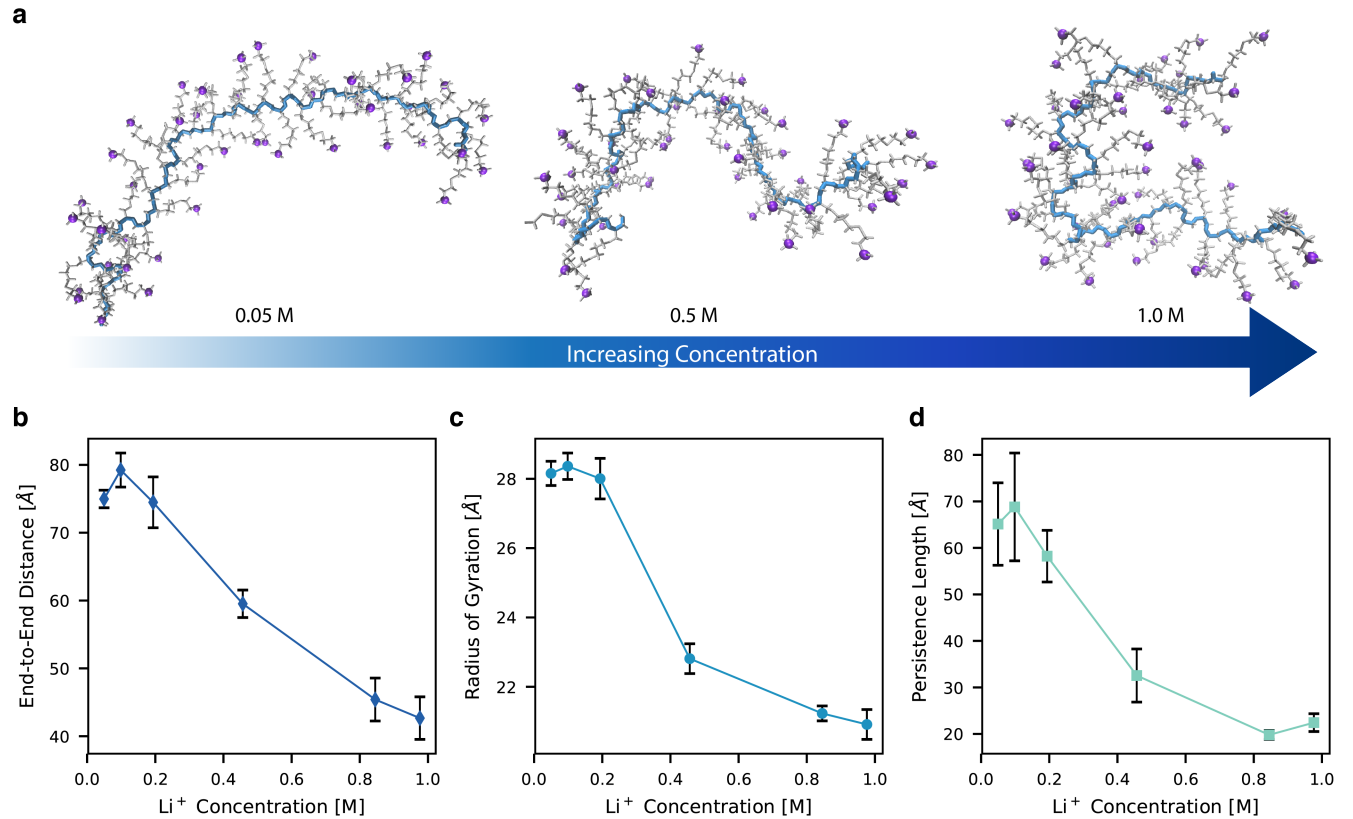 a
0.05 M
0.5 M
1.0 M
Increasing Concentration
b
80
70
60
50
40
End-to-End Distance [Å]
0.0 0.2 0.4 0.6 0.8 1.0
Li⁺ Concentration [M]
c
28
26
24
22
Radius of Gyration [Å]
0.0 0.2 0.4 0.6 0.8 1.0
Li⁺ Concentration [M]
d
80
70
60
50
40
30
20
Persistence Length [Å]
0.0 0.2 0.4 0.6 0.8 1.0
Li⁺ Concentration [M]